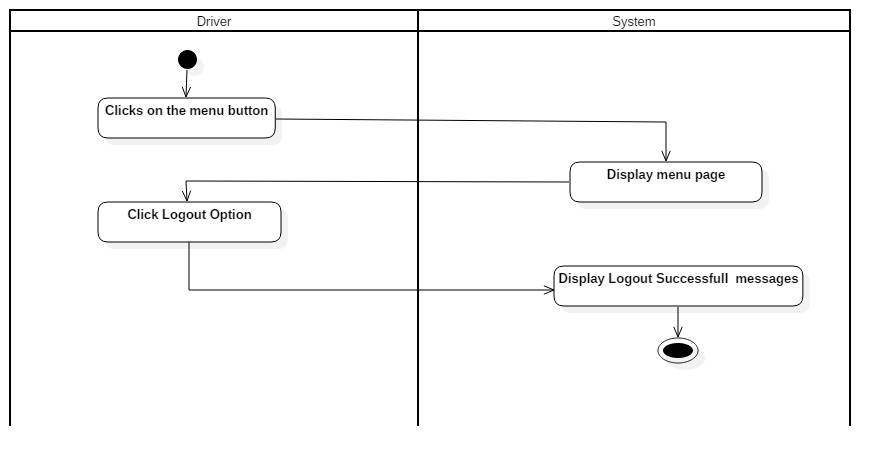 Driver
System
Clicks on the menu button
Display menu page
Click Logout Option
Display Logout Successfull  messages